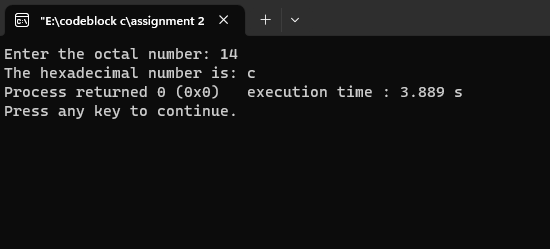 "E:\codeblock c\assignment 2
Enter the octal number: 14
The hexadecimal number is: c
Process returned 0 (0x0)   execution time : 3.889 s
Press any key to continue.